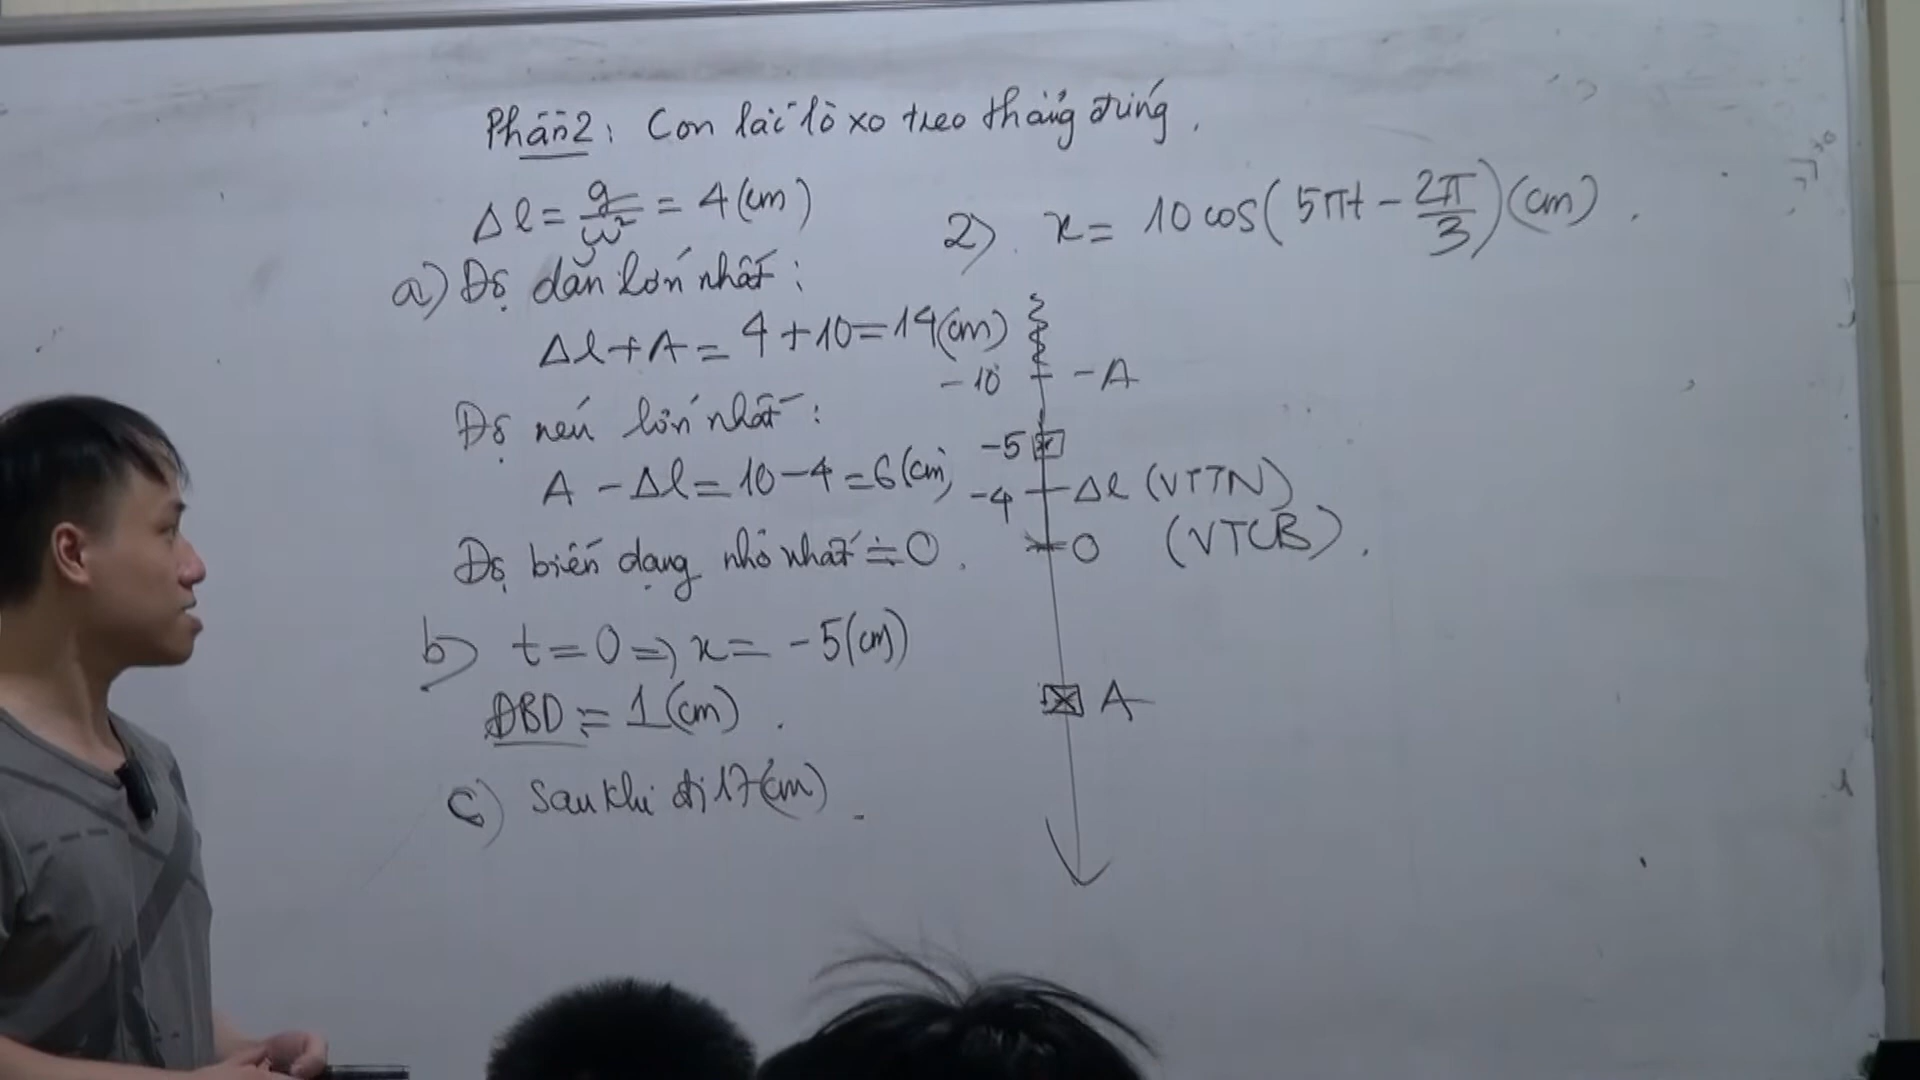 Phần 2: Con lắc lò xo treo thẳng đứng.
Δl = g/ω² = 4 (cm)
a) Độ dãn lớn nhất:
Δl + A = 4 + 10 = 14 (cm)
Độ nén lớn nhất:
A - Δl = 10 - 4 = 6 (cm)
Độ biến dạng nhỏ nhất = 0.
b) t = 0 => x = -5 (cm)
ĐBD = 1 (cm).
c) Sau khi đi 17 (cm).
2) x = 10 cos(5πt - 2π/3) (cm).
-10 -A
-5
-4 Δl (VTTN)
O (VTCB).
A